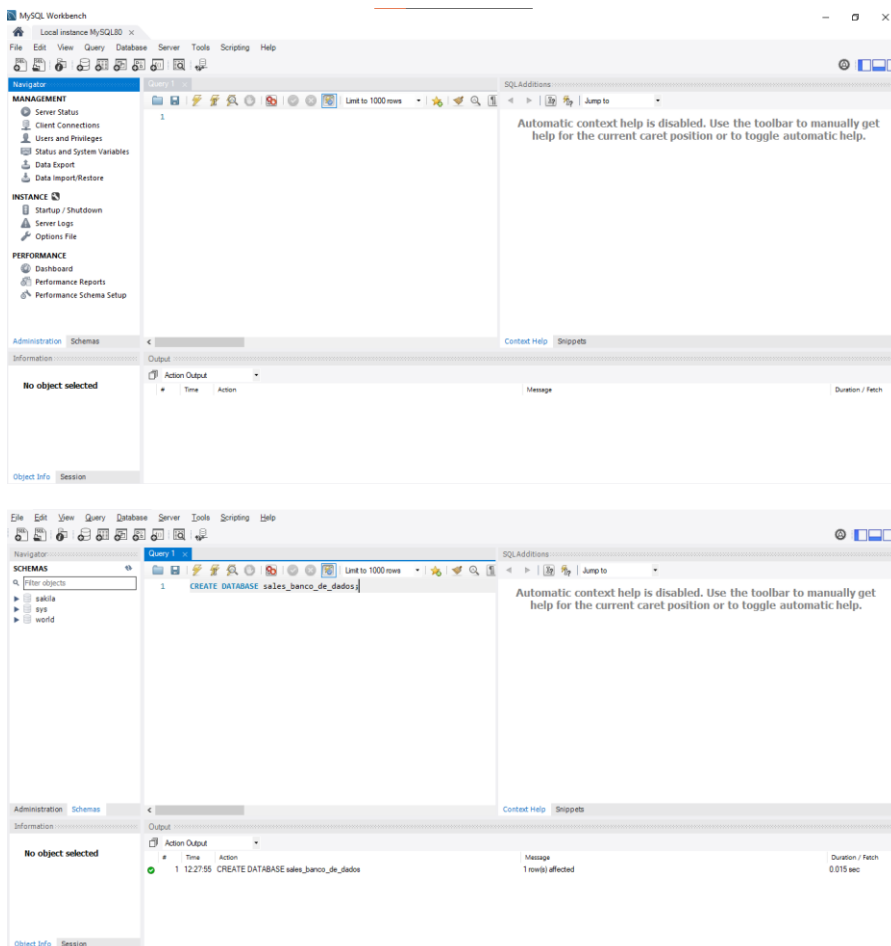 MySQL Workbench
Local instance MySQL80 ×
File Edit View Query Database Server Tools Scripting Help
Navigator
Query 1 ×
SQLAdditions
MANAGEMENT
Server Status
Client Connections
Users and Privileges
Status and System Variables
Data Export
Data Import/Restore
INSTANCE
Startup / Shutdown
Server Logs
Options File
PERFORMANCE
Dashboard
Performance Reports
Performance Schema Setup
Limit to 1000 rows
Jump to
1
Automatic context help is disabled. Use the toolbar to manually get
help for the current caret position or to toggle automatic help.
Administration Schemas
Context Help Snippets
Information
Output
No object selected
Action Output
# Time Action Message Duration / Fetch
Object Info Session
File Edit View Query Database Server Tools Scripting Help
Navigator
Query 1 ×
SQLAdditions
SCHEMAS
Filter objects
sakila
sys
world
Limit to 1000 rows
Jump to
1 CREATE DATABASE sales_banco_de_dados;
Automatic context help is disabled. Use the toolbar to manually get
help for the current caret position or to toggle automatic help.
Administration Schemas
Context Help Snippets
Information
Output
No object selected
Action Output
# Time Action Message Duration / Fetch
1 12:27:55 CREATE DATABASE sales_banco_de_dados 1 row(s) affected 0.015 sec
Object Info Session